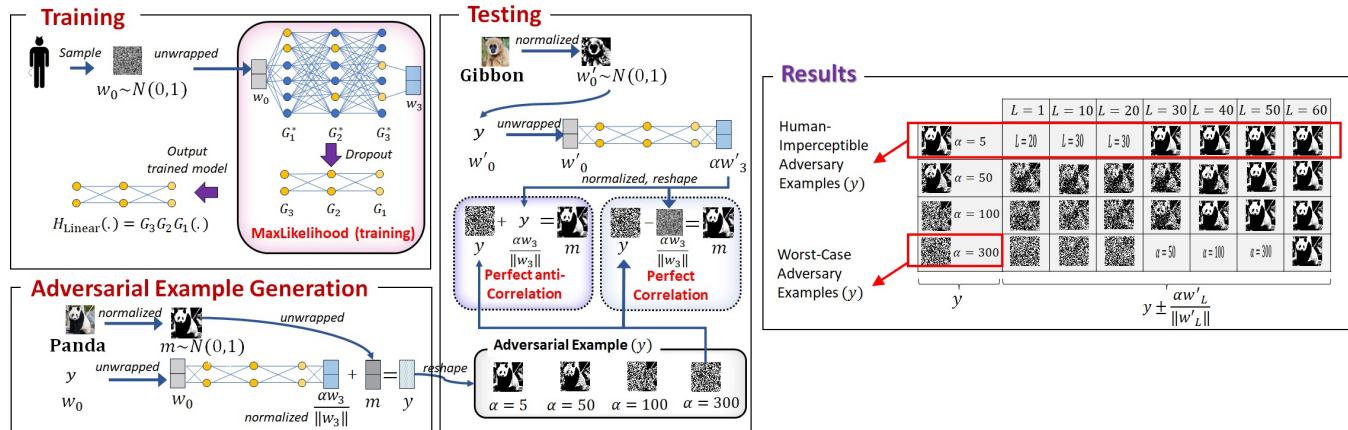 Training
Sample
unwrapped
w₀~N(0,1)
w₀
w₃
G₁* G₂* G₃*
Dropout
Output
trained model
G₃ G₂ G₁
H_Linear(.) = G₃G₂G₁(.)
MaxLikelihood (training)
Adversarial Example Generation
normalized
unwrapped
Panda
m~N(0,1)
y
unwrapped
w₀
w₀
normalized
αw₃
‖w₃‖
+
m
=
y
reshape
Testing
normalized
Gibbon
w₀′~N(0,1)
y
unwrapped
w′₀
w′₀
αw′₃
normalized, reshape
+ y =
y
αw₃
‖w₃‖
m
Perfect anti-
Correlation
− =
y
αw₃
‖w₃‖
m
Perfect
Correlation
Adversarial Example (y)
α = 5 α = 50 α = 100 α = 300
Results
L = 1 L = 10 L = 20 L = 30 L = 40 L = 50 L = 60
Human-
Imperceptible
Adversary
Examples (y)
α = 5 L = 20 L = 30 L = 30
α = 50
α = 100
Worst-Case
Adversary
Examples (y)
α = 300 α = 50 α = 100 α = 300
y
y ± αw′_L
‖w′_L‖